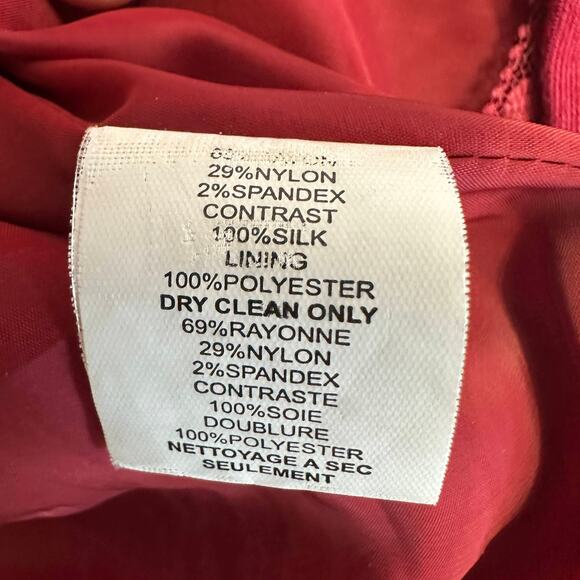 29%NYLON
2%SPANDEX
CONTRAST
100%SILK
LINING
100%POLYESTER
DRY CLEAN ONLY
69%RAYONNE
29%NYLON
2%SPANDEX
CONTRASTE
100%SOIE
DOUBLURE
100%POLYESTER
NETTOYAGE A SEC
SEULEMENT